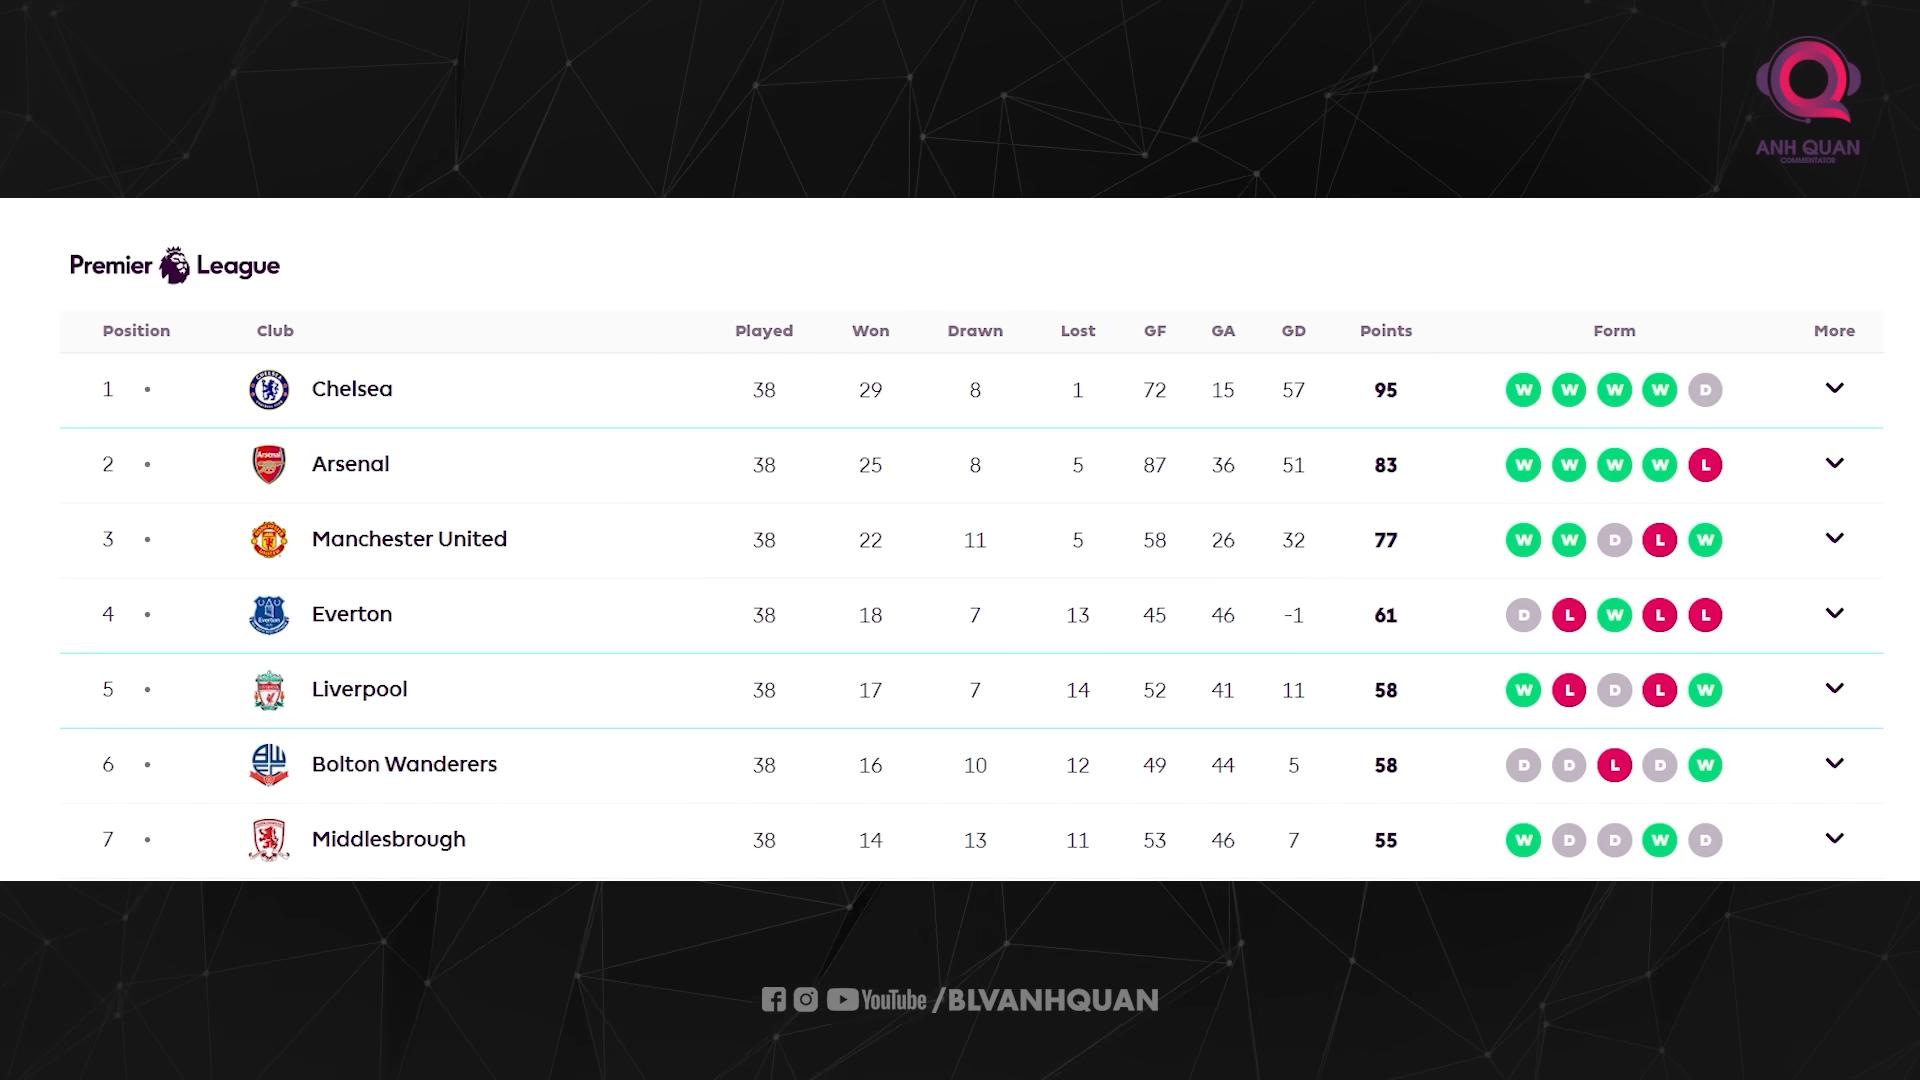 ANH QUAN
COMMENTATOR
Premier League
Position Club Played Won Drawn Lost GF GA GD Points Form More
1 Chelsea 38 29 8 1 72 15 57 95 W W W W D
2 Arsenal 38 25 8 5 87 36 51 83 W W W W L
3 Manchester United 38 22 11 5 58 26 32 77 W W D L W
4 Everton 38 18 7 13 45 46 -1 61 D L W L L
5 Liverpool 38 17 7 14 52 41 11 58 W L D L W
6 Bolton Wanderers 38 16 10 12 49 44 5 58 D D L D W
7 Middlesbrough 38 14 13 11 53 46 7 55 W D D W D
YouTube /BLVANHQUAN